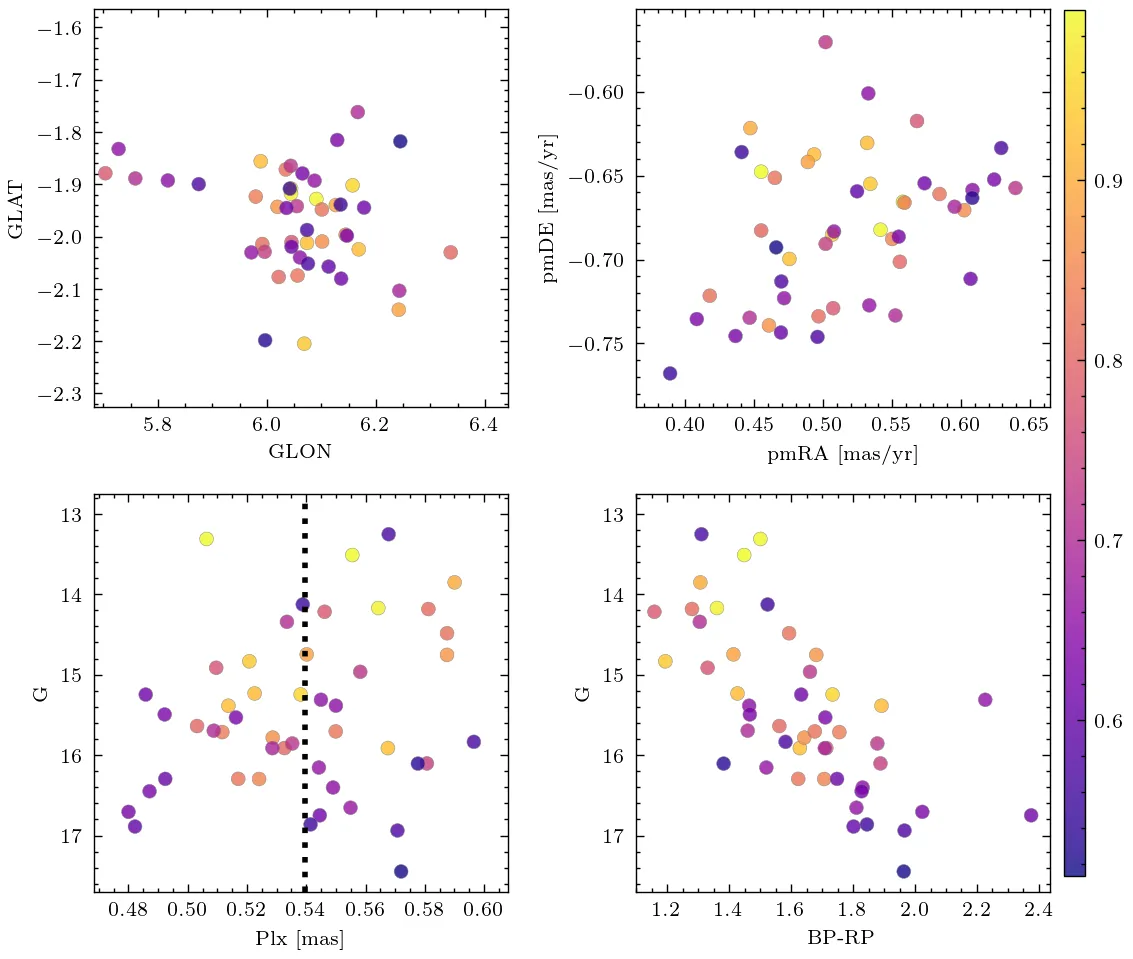 −1.6
−1.7
−1.8
−1.9
−2.0
−2.1
−2.2
−2.3
GLAT
5.8 6.0 6.2 6.4
GLON
−0.60
−0.65
−0.70
−0.75
pmDE [mas/yr]
0.40 0.45 0.50 0.55 0.60 0.65
pmRA [mas/yr]
0.9
0.8
0.7
0.6
13
14
15
16
17
G
0.48 0.50 0.52 0.54 0.56 0.58 0.60
Plx [mas]
13
14
15
16
17
G
1.2 1.4 1.6 1.8 2.0 2.2 2.4
BP-RP